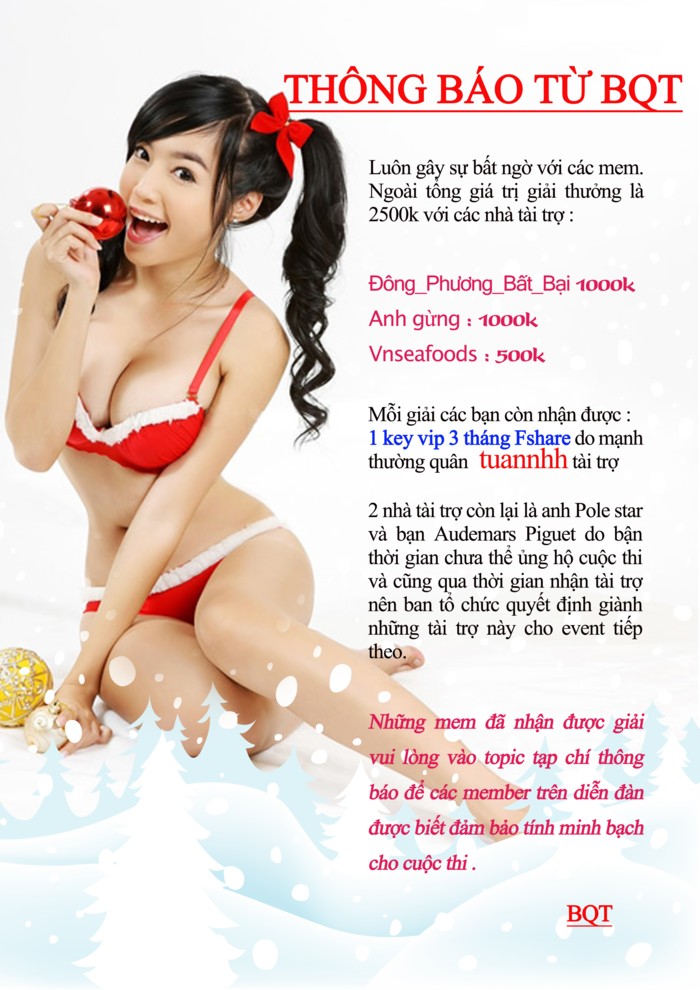 THÔNG BÁO TỪ BQT
Luôn gây sự bất ngờ với các mem.
Ngoài tổng giá trị giải thưởng là
2500k với các nhà tài trợ :
Đông_Phương_Bất_Bại 1000k
Anh gừng : 1000k
Vnseafoods : 500k
Mỗi giải các bạn còn nhận được :
1 key vip 3 tháng Fshare do mạnh
thường quân tuannhh tài trợ
2 nhà tài trợ còn lại là anh Pole star
và bạn Audemars Piguet do bận
thời gian chưa thể ủng hộ cuộc thi
và cũng qua thời gian nhận tài trợ
nên ban tổ chức quyết định giành
những tài trợ này cho event tiếp
theo.
Những mem đã nhận được giải
vui lòng vào topic tạp chí thông
báo để các member trên diễn đàn
được biết đảm bảo tính minh bạch
cho cuộc thi .
BQT